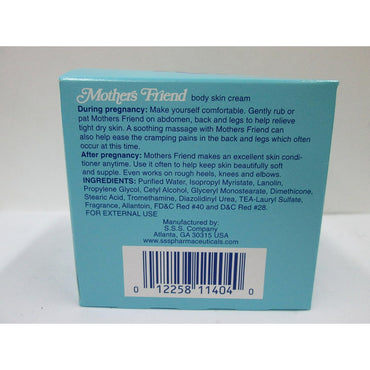 Mothers Friend body skin cream
During pregnancy: Make yourself comfortable. Gently rub or
pat Mothers Friend on abdomen, back and legs to help relieve
tight dry skin. A soothing massage with Mothers Friend can
also help ease the cramping pains in the back and legs which often
occur at this time.
After pregnancy: Mothers Friend makes an excellent skin condi-
tioner anytime. Use it often to help keep skin beautifully soft
and supple. Even works on rough heels, knees and elbows.
INGREDIENTS: Purified Water, Isopropyl Myristate, Lanolin,
Propylene Glycol, Cetyl Alcohol, Glyceryl Monostearate, Dimethicone,
Stearic Acid, Tromethamine, Diazolidinyl Urea, TEA-Lauryl Sulfate,
Fragrance, Allantoin, FD&C Red #40 and D&C Red #28.
FOR EXTERNAL USE
Manufactured by:
S.S.S. Company
Atlanta, GA 30315 USA
www.ssspharmaceuticals.com
0 12258 11404 0